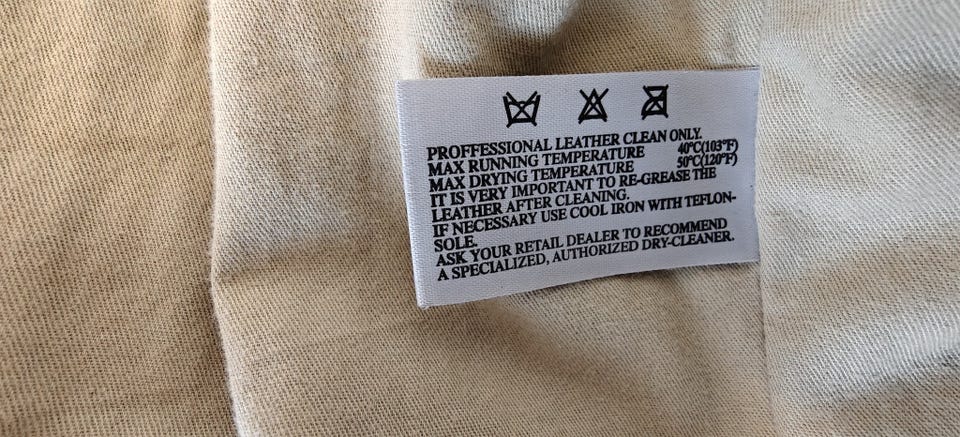 PROFFESSIONAL LEATHER CLEAN ONLY.
MAX RUNNING TEMPERATURE 40°C(103°F)
MAX DRYING TEMPERATURE 50°C(120°F)
IT IS VERY IMPORTANT TO RE-GREASE THE
LEATHER AFTER CLEANING.
IF NECESSARY USE COOL IRON WITH TEFLON-
SOLE.
ASK YOUR RETAIL DEALER TO RECOMMEND
A SPECIALIZED, AUTHORIZED DRY-CLEANER.